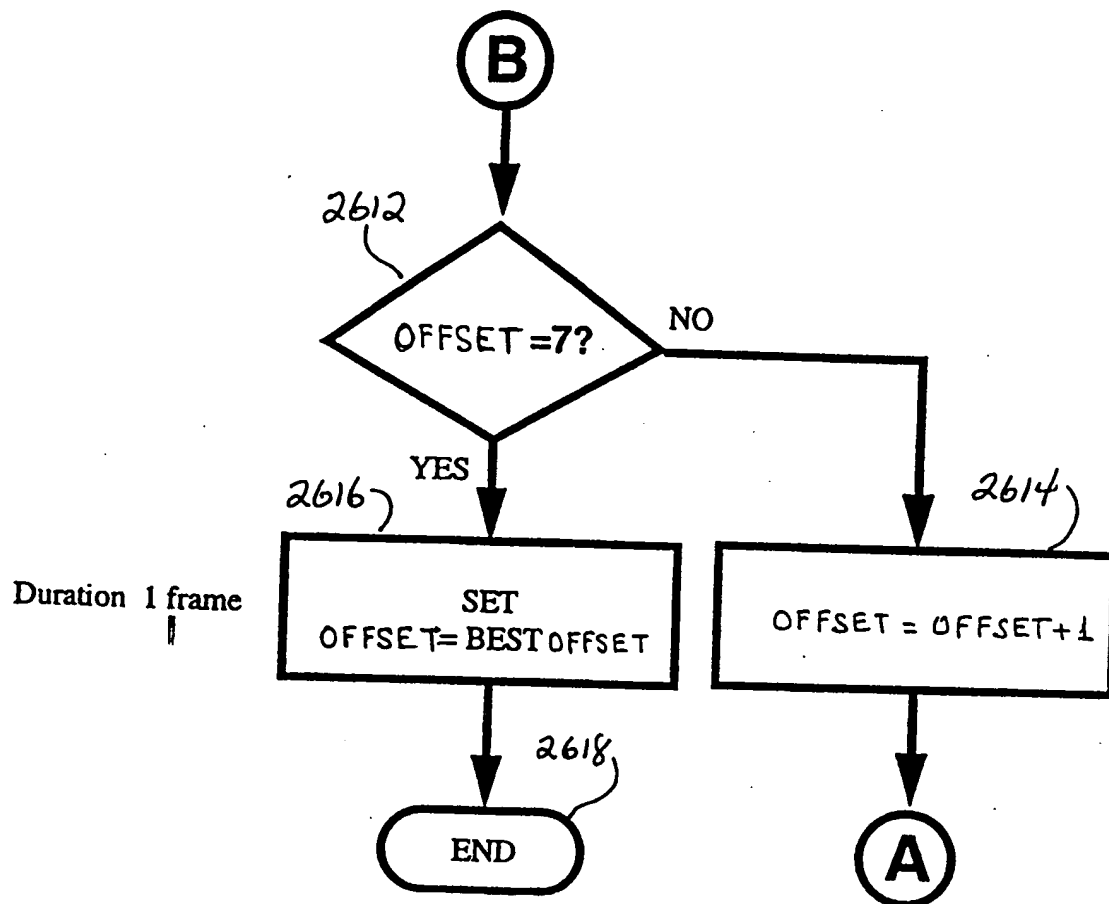 B
2612
OFFSET =7?
NO
YES
2616
2614
Duration 1 frame
SET
OFFSET= BEST OFFSET
OFFSET = OFFSET+1
2618
END
A